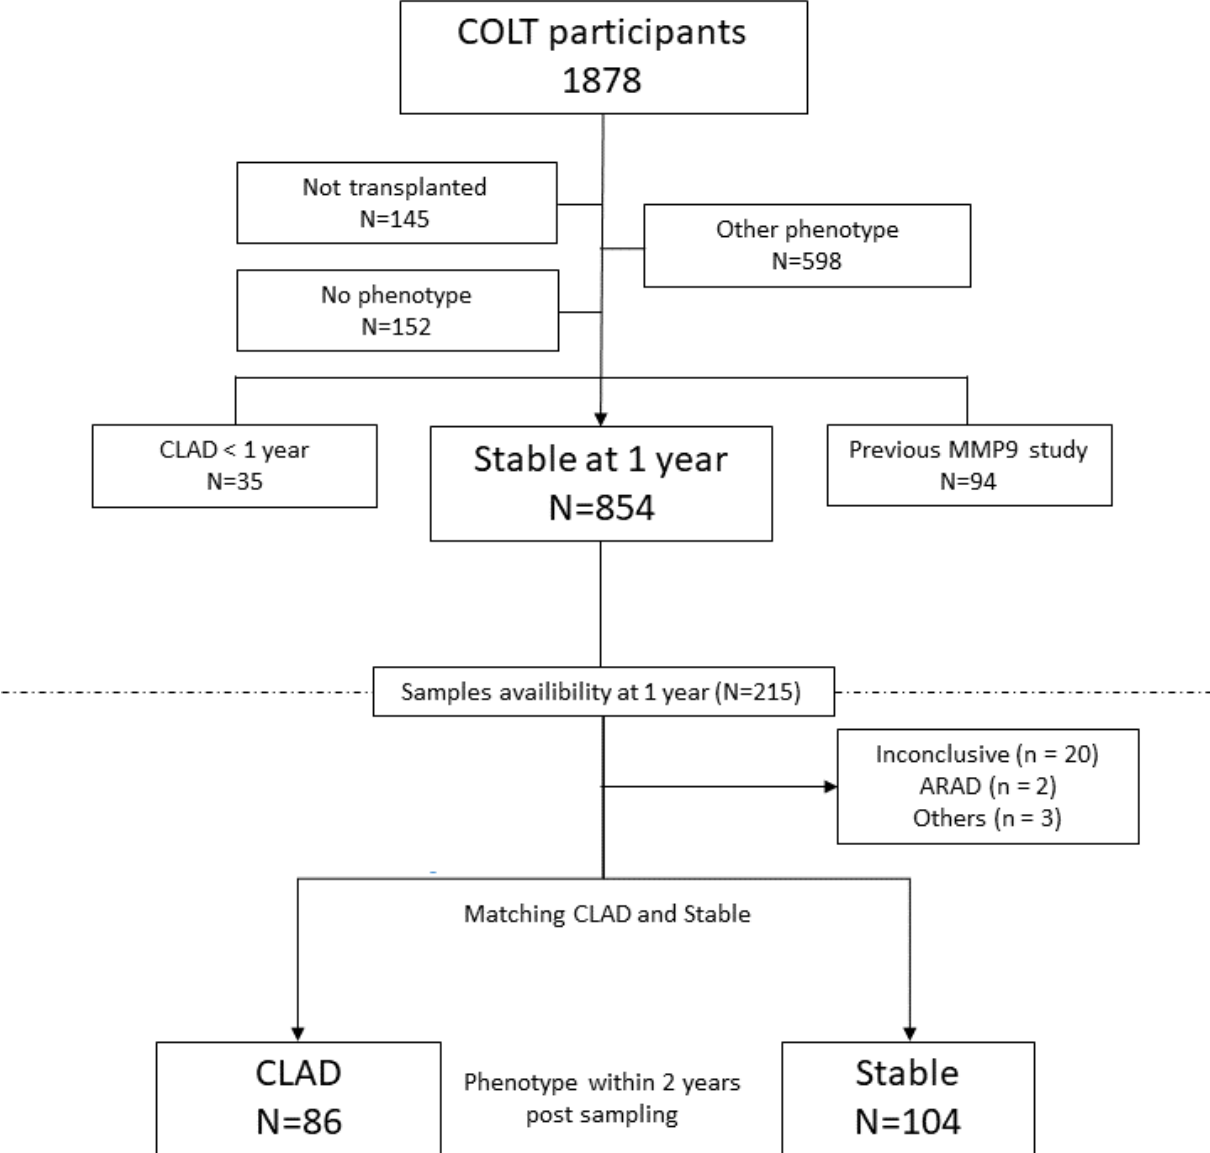 COLT participants
1878
Not transplanted
N=145
Other phenotype
N=598
No phenotype
N=152
CLAD < 1 year
N=35
Stable at 1 year
N=854
Previous MMP9 study
N=94
Samples availibility at 1 year (N=215)
Inconclusive (n = 20)
ARAD (n = 2)
Others (n = 3)
Matching CLAD and Stable
CLAD
N=86
Phenotype within 2 years
post sampling
Stable
N=104